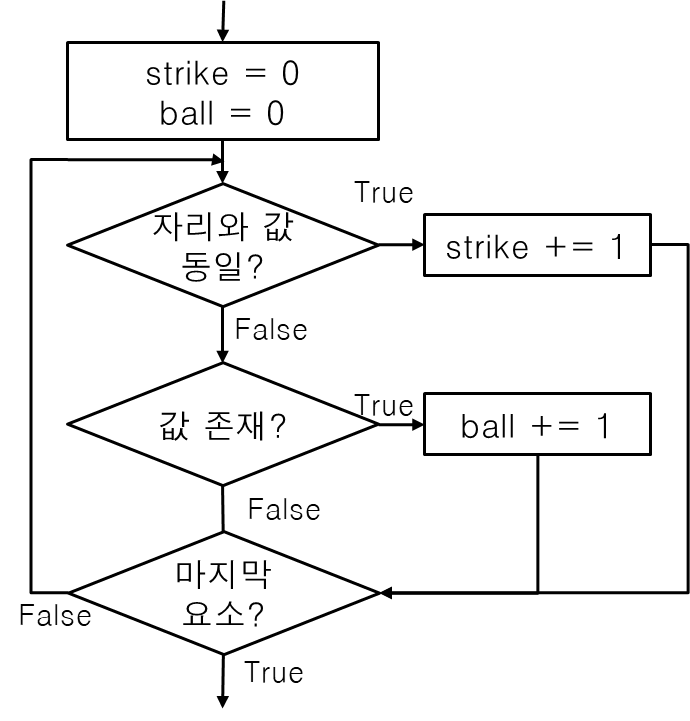 strike = 0
ball = 0
자리와 값
동일?
True
strike += 1
False
값 존재?
True
ball += 1
False
마지막
요소?
False
True